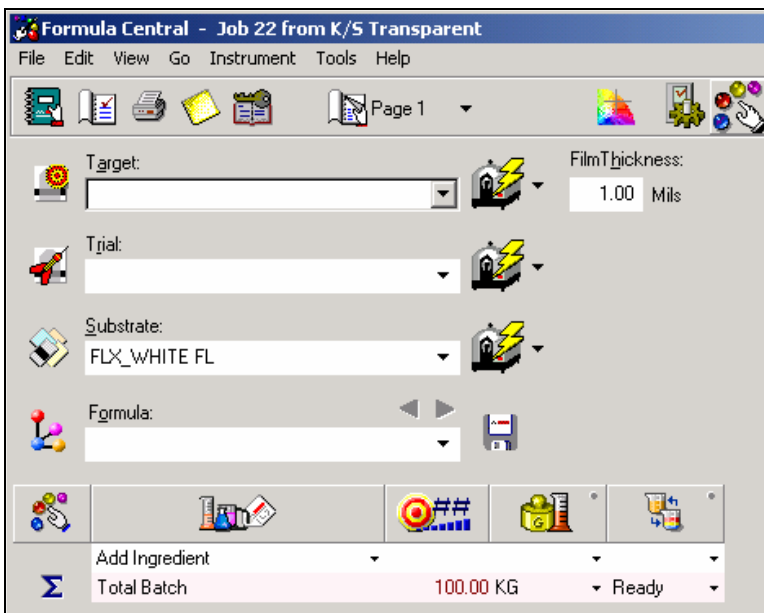 Formula Central - Job 22 from K/S Transparent
File Edit View Go Instrument Tools Help
Page 1
Target:
FilmThickness:
1.00 Mils
Trial:
Substrate:
FLX_WHITE FL
Formula:
##
G
Add Ingredient
Σ Total Batch 100.00 KG Ready